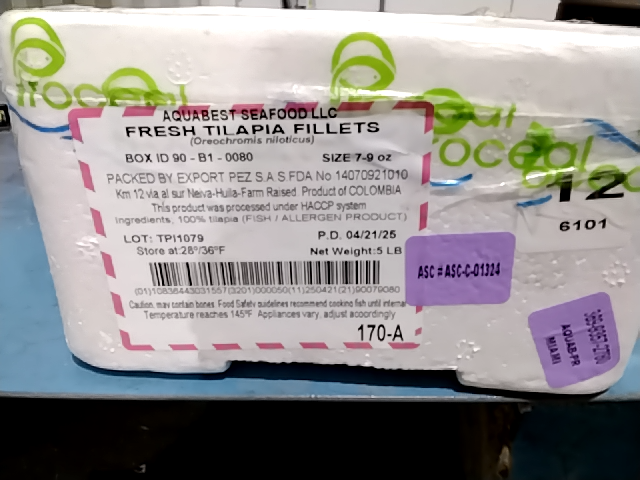 Proceal
AQUABEST SEAFOOD LLC
FRESH TILAPIA FILLETS
(Oreochromis niloticus)
BOX ID 90 - B1 - 0080 SIZE 7-9 oz
PACKED BY EXPORT PEZ S.A.S.FDA No 14070921010
Km 12 via al sur Neiva-Huila-Farm Raised Product of COLOMBIA
This product was processed under HACCP system
Ingredients, 100% tilapia (FISH / ALLERGEN PRODUCT)
LOT: TPI1079 P.D. 04/21/25
Store at:28°/36°F Net Weight:5 LB
(01)10836443031557(3201)000050(11)250421(21)90079080
Caution, may contain bones. Food Safety guidelines recommend cooking fish until internal
Temperature reaches 145°F. Appliances vary, adjust accordingly
170-A
oceal
12
6101
ASC # ASC-C-01324
AQUAB-PR
MIAMI